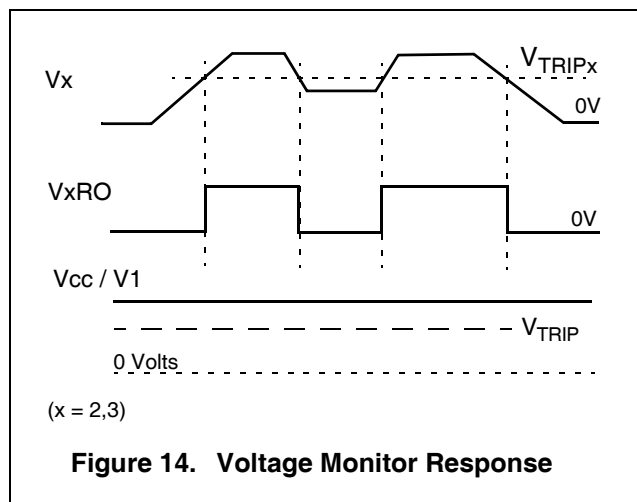 Vx
VTRIPx
0V
VxRO
0V
Vcc / V1
VTRIP
0 Volts
(x = 2,3)
Figure 14. Voltage Monitor Response